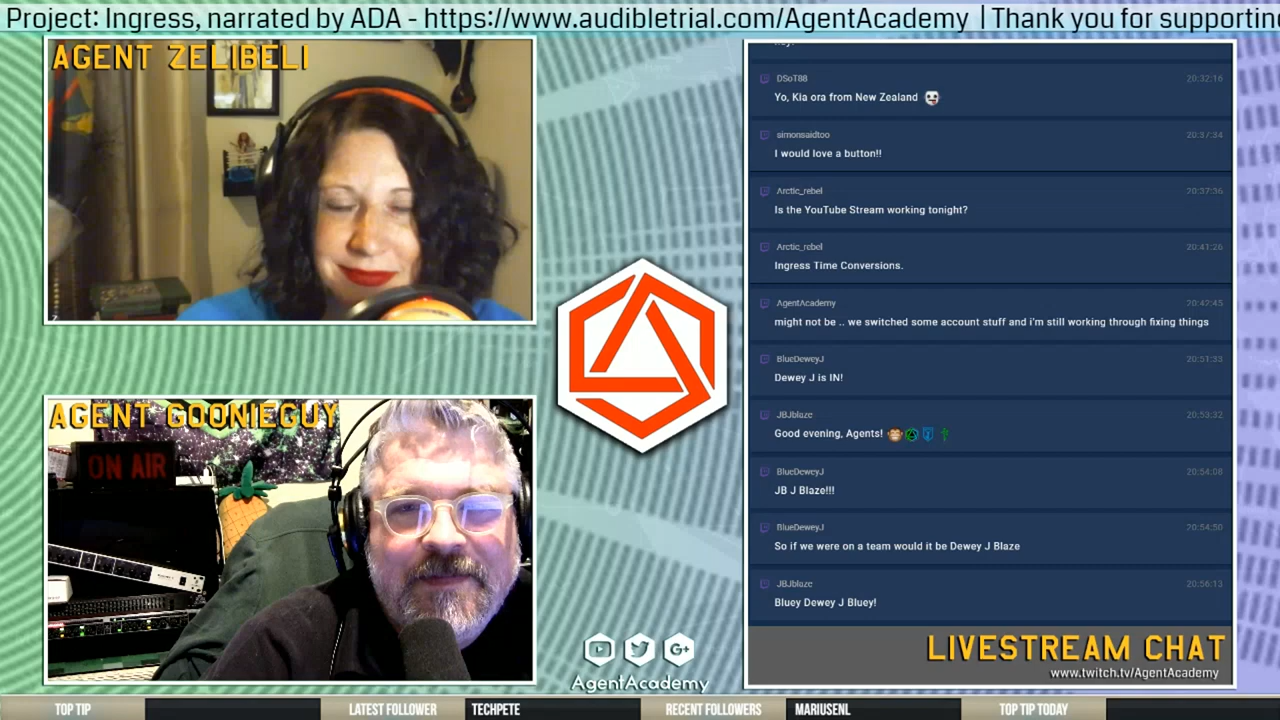 Project: Ingress, narrated by ADA - https://www.audibletrial.com/AgentAcademy | Thank you for supporting
AGENT ZELIBELI
AGENT GOONIEGUY
ON AIR
AgentAcademy
DSoT88 20:32:16
Yo, Kia ora from New Zealand
simonsaidtoo 20:37:34
I would love a button!!
Arctic_rebel 20:37:36
Is the YouTube Stream working tonight?
Arctic_rebel 20:41:26
Ingress Time Conversions.
AgentAcademy 20:42:45
might not be .. we switched some account stuff and i'm still working through fixing things
BlueDeweyJ 20:51:33
Dewey J is IN!
JBJblaze 20:53:32
Good evening, Agents!
BlueDeweyJ 20:54:08
JB J Blaze!!!
BlueDeweyJ 20:54:50
So if we were on a team would it be Dewey J Blaze
JBJblaze 20:56:13
Bluey Dewey J Bluey!
LIVESTREAM CHAT
www.twitch.tv/AgentAcademy
TOP TIP LATEST FOLLOWER TECHPETE RECENT FOLLOWERS MARIUSENL TOP TIP TODAY